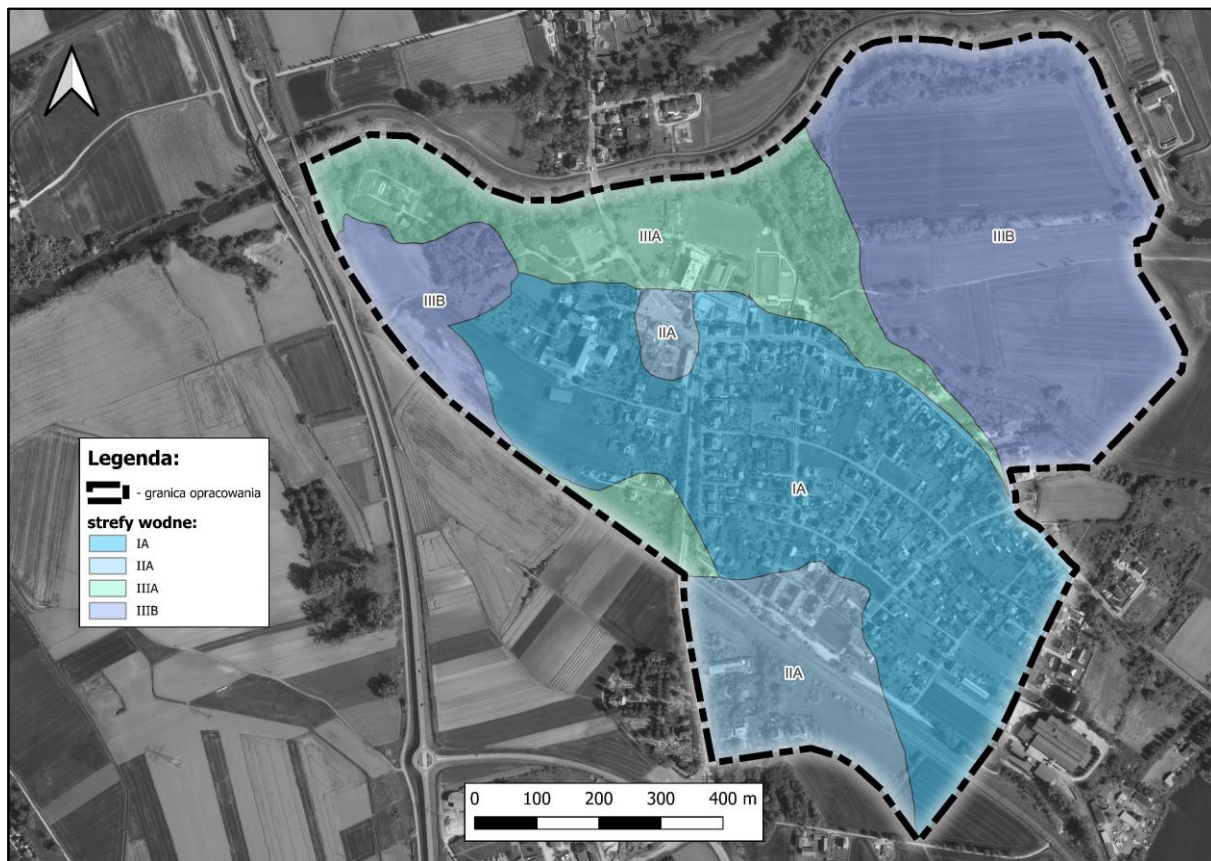 IIIA
IIIB
IIIB
IIA
IA
IIA
Legenda:
- granica opracowania
strefy wodne:
IA
IIA
IIIA
IIIB
0 100 200 300 400 m